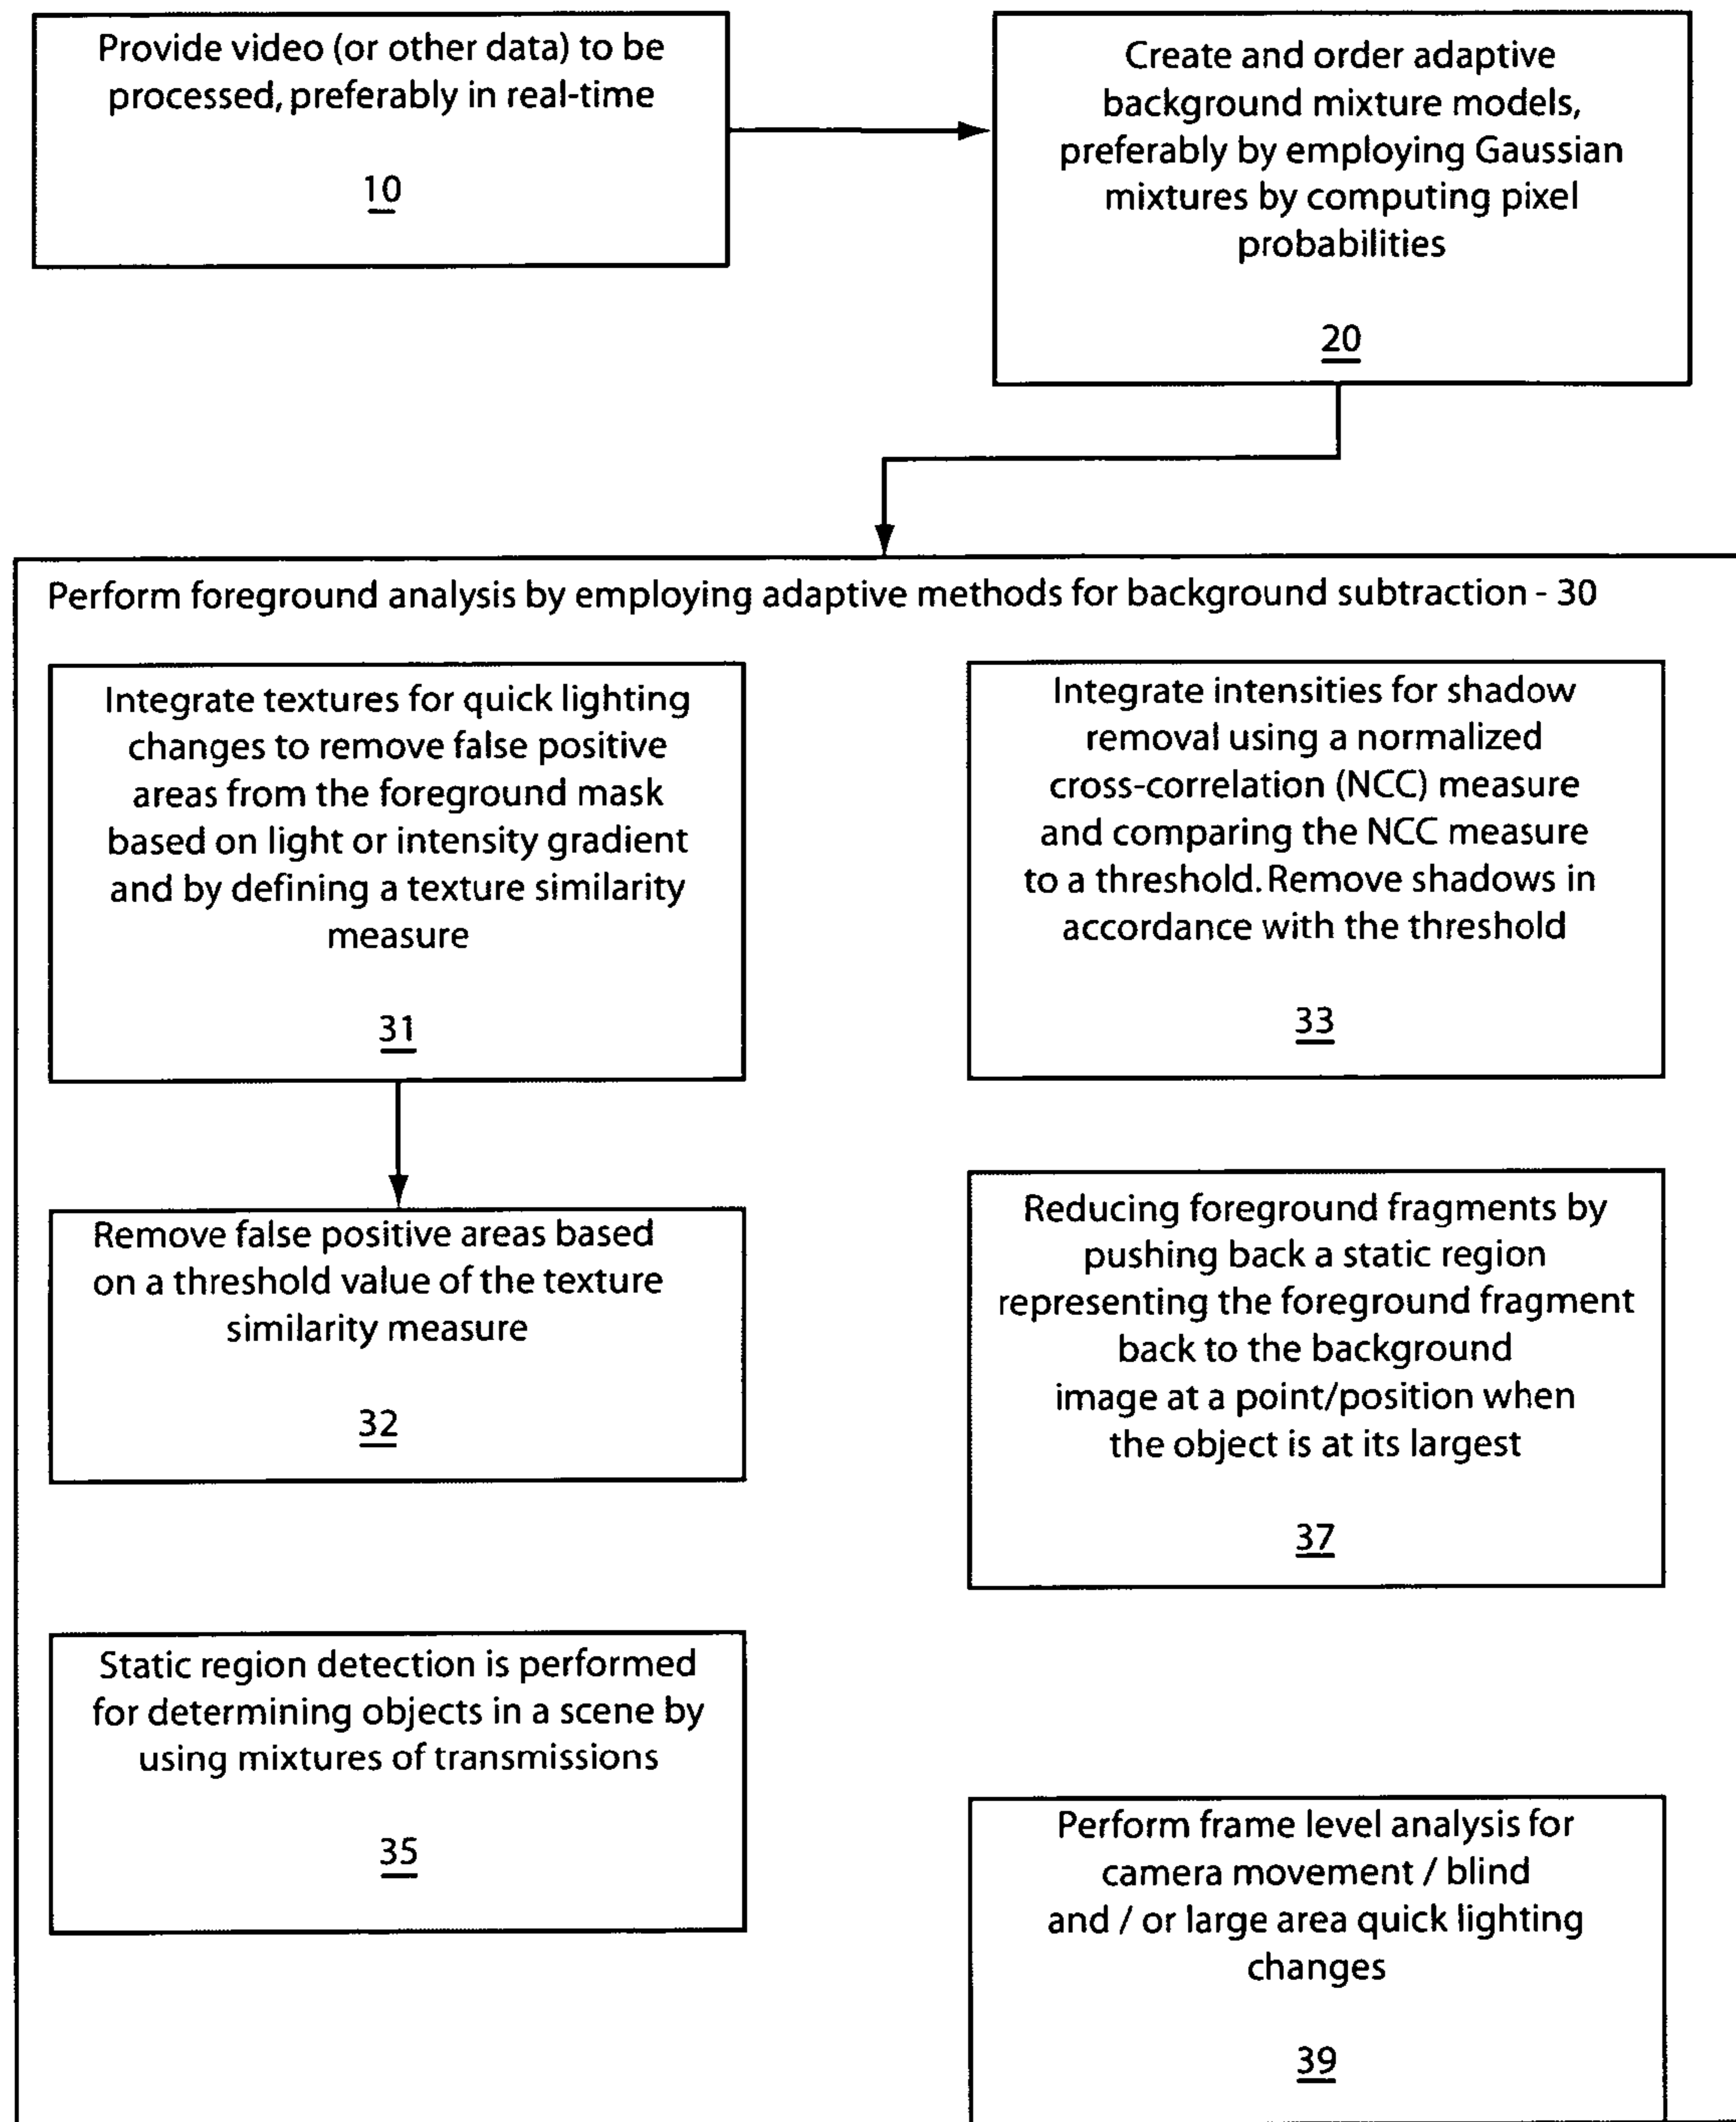 Provide video (or other data) to be
processed, preferably in real-time
10
Create and order adaptive
background mixture models,
preferably by employing Gaussian
mixtures by computing pixel
probabilities
20
Perform foreground analysis by employing adaptive methods for background subtraction - 30
Integrate textures for quick lighting
changes to remove false positive
areas from the foreground mask
based on light or intensity gradient
and by defining a texture similarity
measure
31
Integrate intensities for shadow
removal using a normalized
cross-correlation (NCC) measure
and comparing the NCC measure
to a threshold. Remove shadows in
accordance with the threshold
33
Remove false positive areas based
on a threshold value of the texture
similarity measure
32
Reducing foreground fragments by
pushing back a static region
representing the foreground fragment
back to the background
image at a point/position when
the object is at its largest
37
Static region detection is performed
for determining objects in a scene by
using mixtures of transmissions
35
Perform frame level analysis for
camera movement / blind
and / or large area quick lighting
changes
39